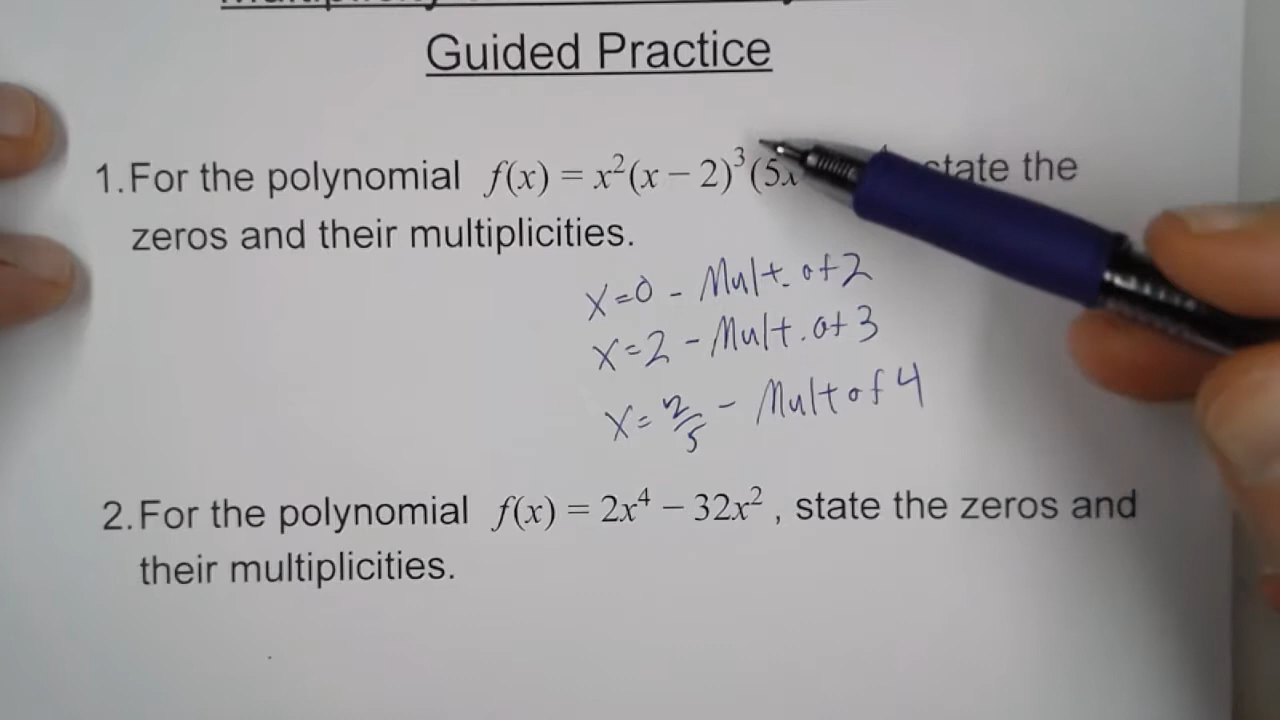 Guided Practice
1. For the polynomial f(x) = x²(x − 2)³(5x state the
zeros and their multiplicities.
x=0 - Mult. of 2
x=2 - Mult. of 3
x=2/5 - Mult of 4
2. For the polynomial f(x) = 2x⁴ − 32x² , state the zeros and
their multiplicities.